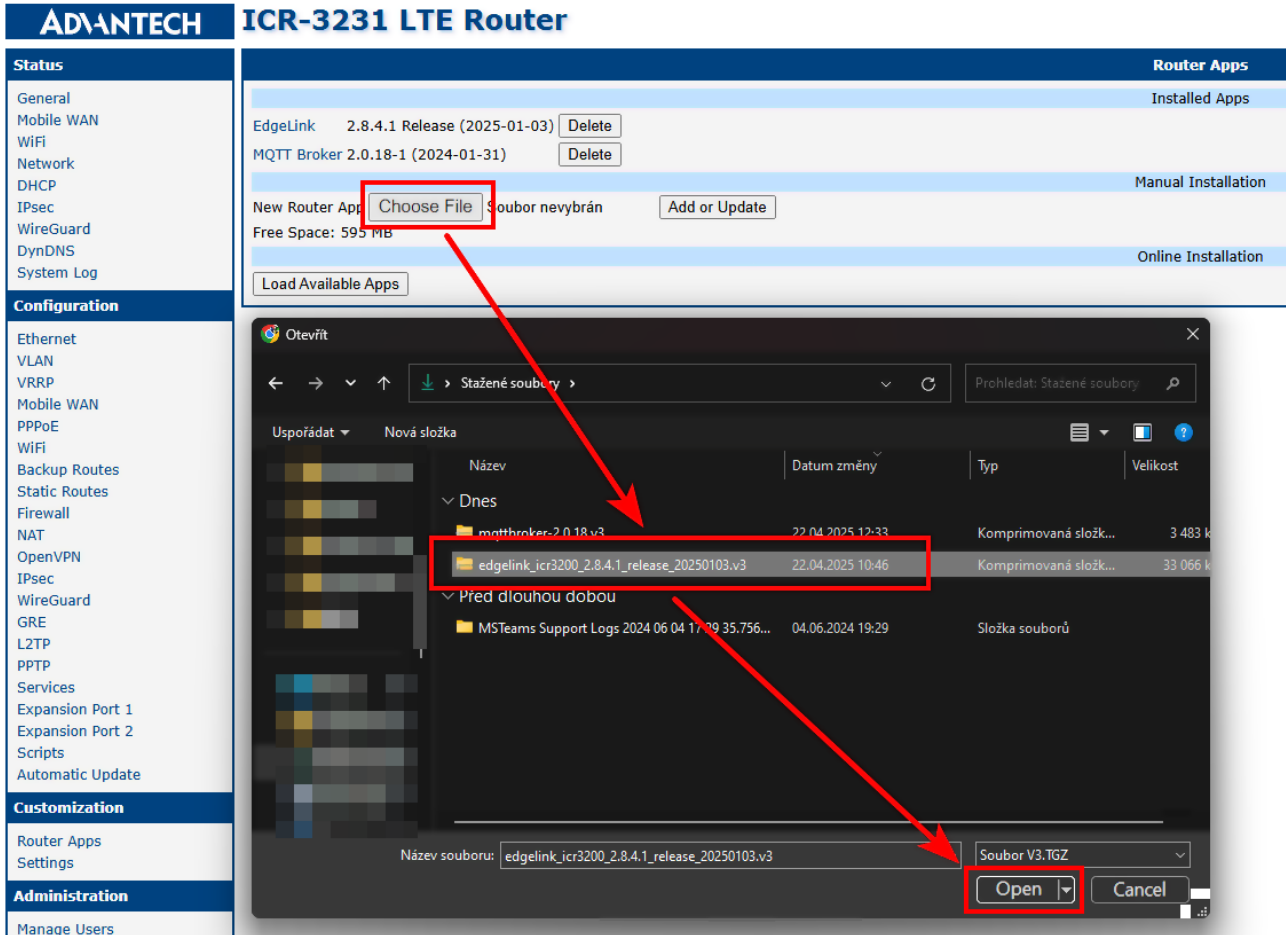 ADVANTECH
ICR-3231 LTE Router
Status
General
Mobile WAN
WiFi
Network
DHCP
IPsec
WireGuard
DynDNS
System Log
Configuration
Ethernet
VLAN
VRRP
Mobile WAN
PPPoE
WiFi
Backup Routes
Static Routes
Firewall
NAT
OpenVPN
IPsec
WireGuard
GRE
L2TP
PPTP
Services
Expansion Port 1
Expansion Port 2
Scripts
Automatic Update
Customization
Router Apps
Settings
Administration
Manage Users
Router Apps
Installed Apps
EdgeLink 2.8.4.1 Release (2025-01-03) Delete
MQTT Broker 2.0.18-1 (2024-01-31) Delete
Manual Installation
New Router App Choose File Soubor nevybrán Add or Update
Free Space: 595 MB
Online Installation
Load Available Apps
Otevřít
Stažené soubory
Prohledat: Stažené soubory
Uspořádat Nová složka
Název Datum změny Typ Velikost
Dnes
mqttbroker-2.0.18.v3 22.04.2025 12:33 Komprimovaná složk... 3 483 k
edgelink_icr3200_2.8.4.1_release_20250103.v3 22.04.2025 10:46 Komprimovaná složk... 33 066 k
Před dlouhou dobou
MSTeams Support Logs 2024 06 04 17 29 35.756... 04.06.2024 19:29 Složka souborů
Název souboru: edgelink_icr3200_2.8.4.1_release_20250103.v3 Soubor V3.TGZ
Open Cancel